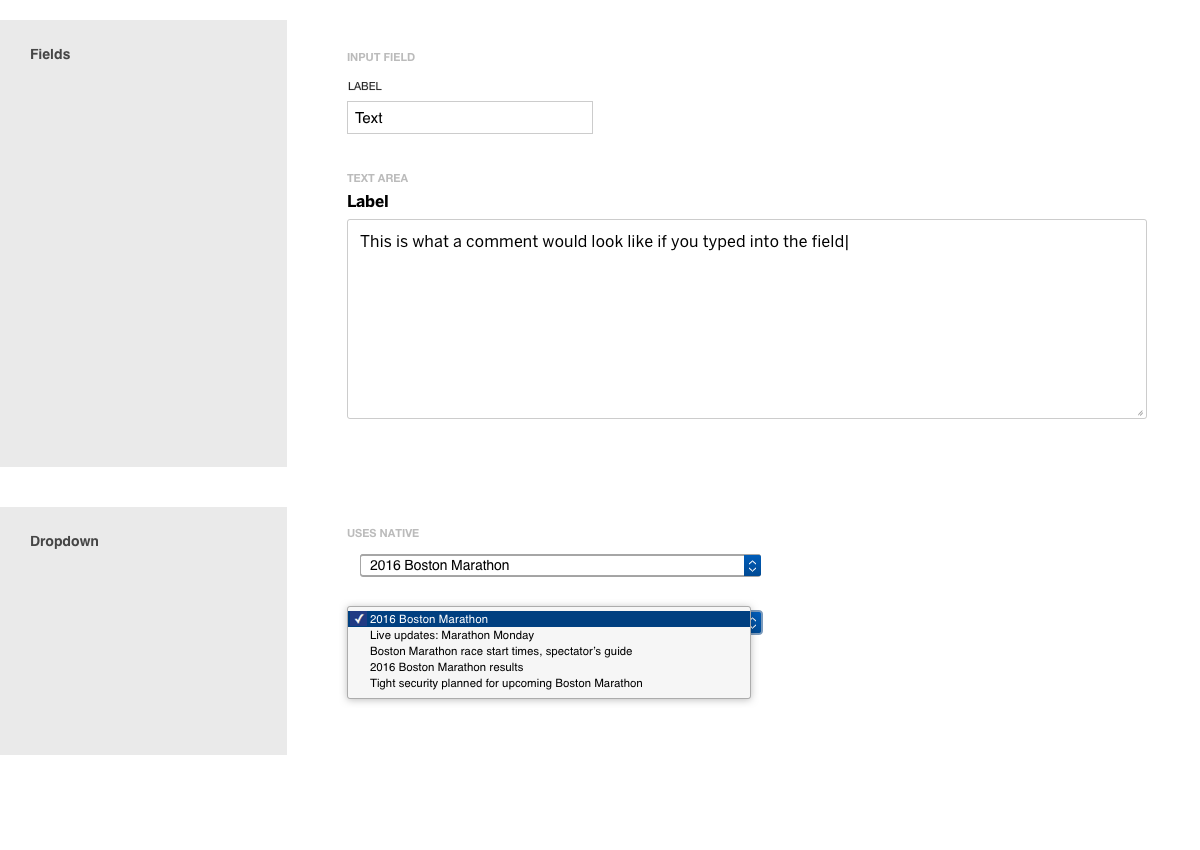 Fields
INPUT FIELD
LABEL
Text
TEXT AREA
Label
This is what a comment would look like if you typed into the field
Dropdown
USES NATIVE
2016 Boston Marathon
2016 Boston Marathon
Live updates: Marathon Monday
Boston Marathon race start times, spectator’s guide
2016 Boston Marathon results
Tight security planned for upcoming Boston Marathon